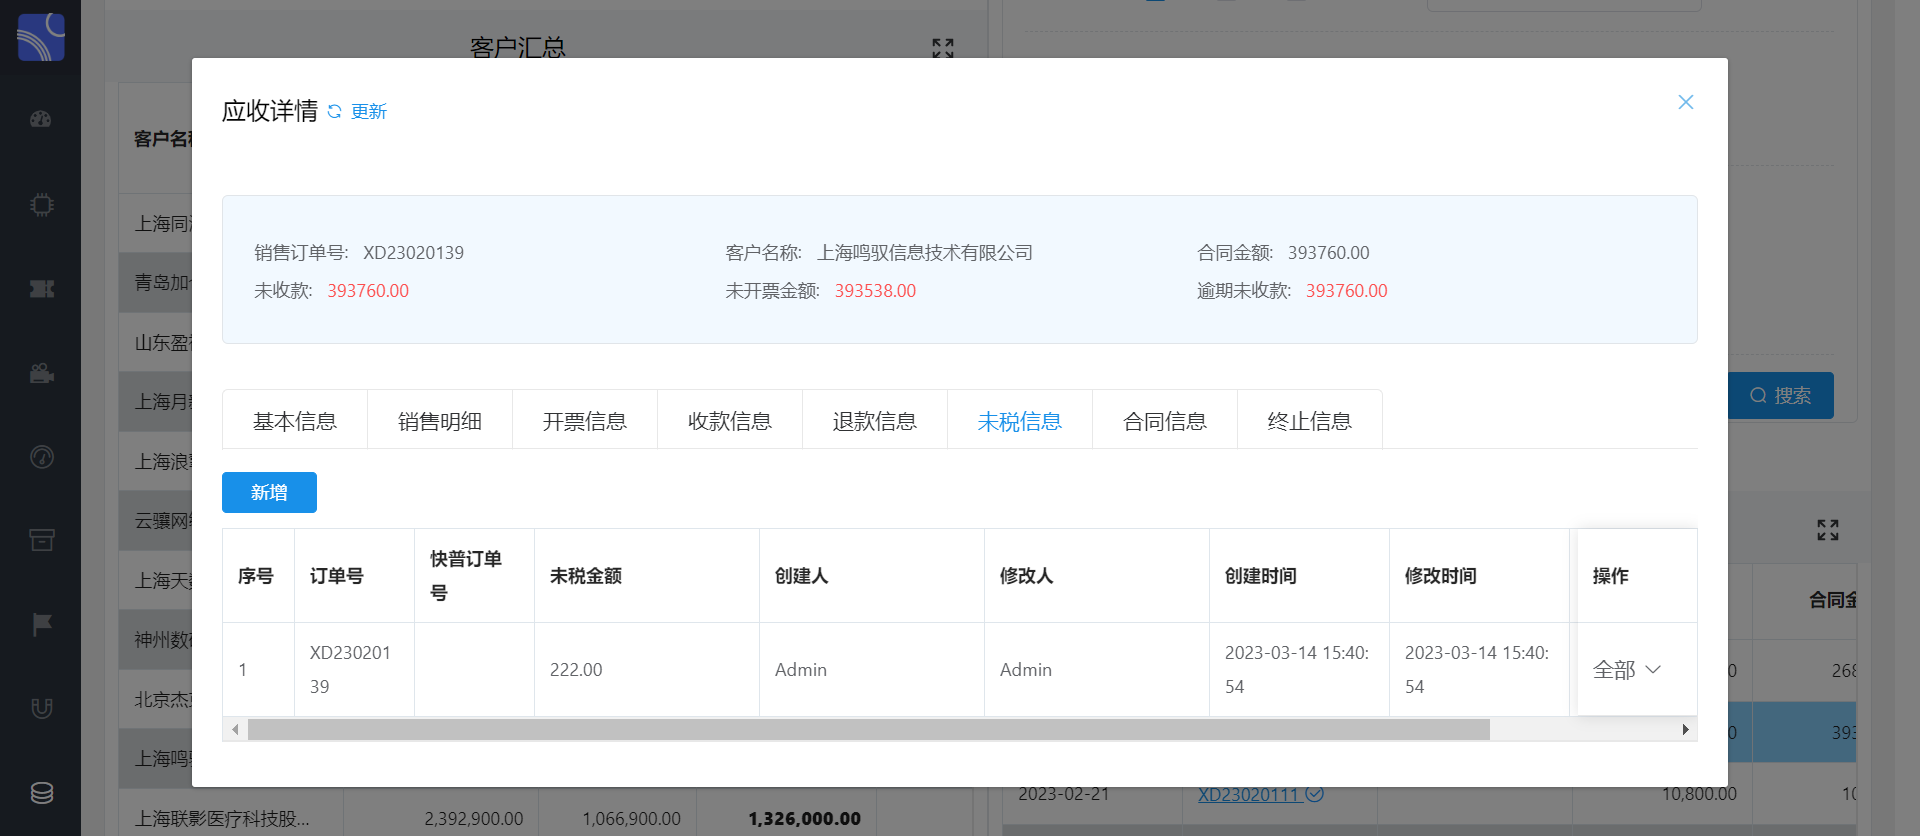 客户汇总
应收详情 更新
客户名
销售订单号: XD23020139 客户名称: 上海鸣驭信息技术有限公司 合同金额: 393760.00
未收款: 393760.00 未开票金额: 393538.00 逾期未收款: 393760.00
上海同
青岛加
山东盈
上海月
上海浪
云骧网
上海天
神州数
北京杰
上海鸣
搜索
基本信息 销售明细 开票信息 收款信息 退款信息 未税信息 合同信息 终止信息
新增
序号 订单号 快普订单号 未税金额 创建人 修改人 创建时间 修改时间 操作
1 XD23020139 222.00 Admin Admin 2023-03-14 15:40:54 2023-03-14 15:40:54 全部
合同金
0 268
0 393
2023-02-21 XD23020111 10,800.00 10
上海联影医疗科技股... 2,392,900.00 1,066,900.00 1,326,000.00